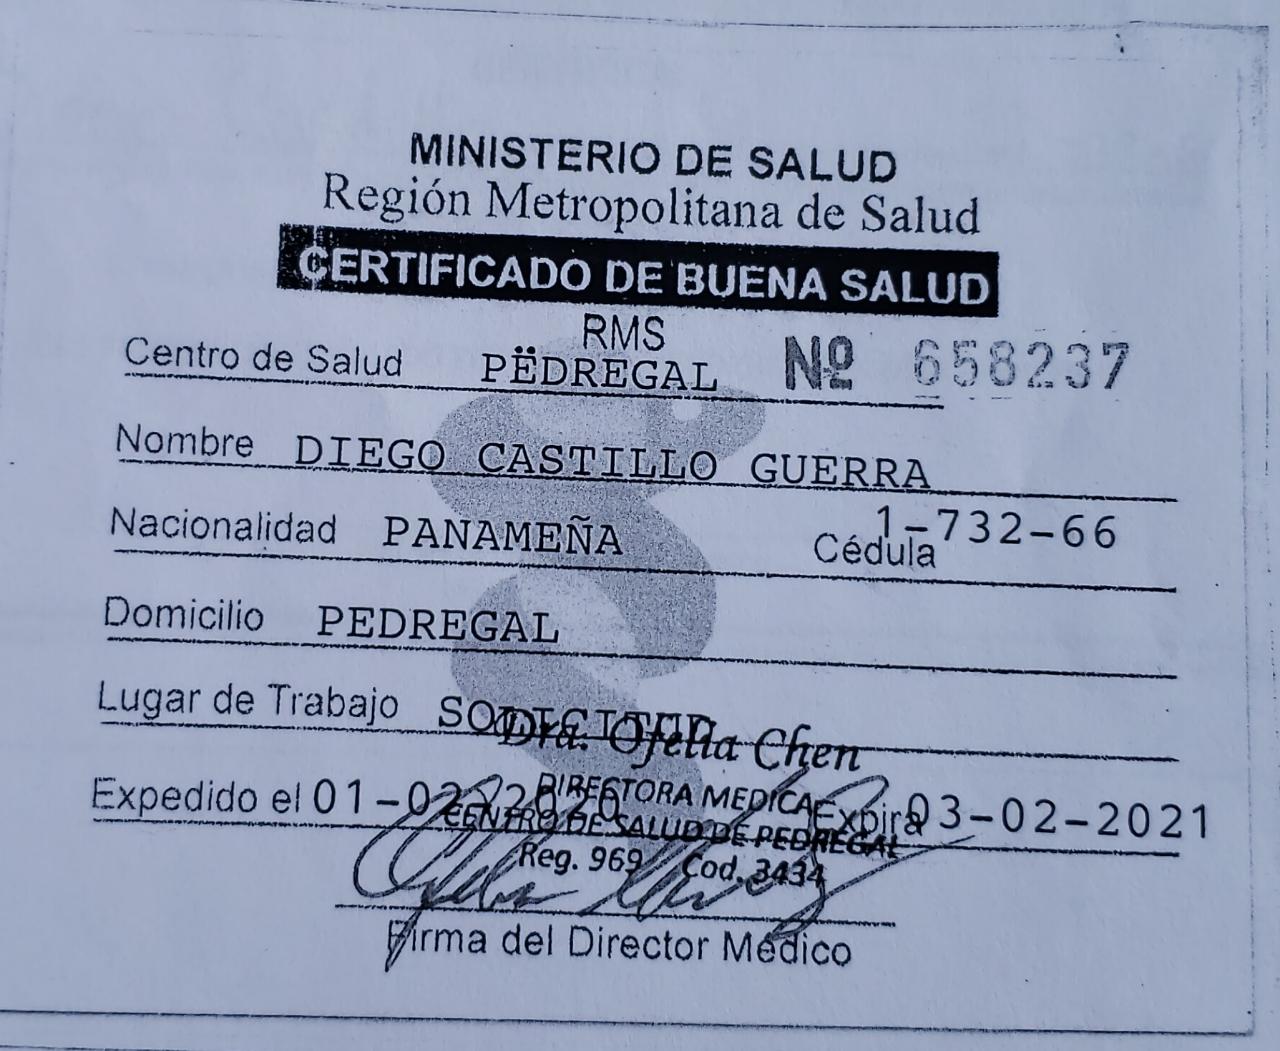 MINISTERIO DE SALUD
Región Metropolitana de Salud
CERTIFICADO DE BUENA SALUD
RMS
Centro de Salud PËDREGAL Nº 658237
Nombre DIEGO CASTILLO GUERRA
Nacionalidad PANAMEÑA Cédula 1-732-66
Domicilio PEDREGAL
Lugar de Trabajo SOLICITUD
Dra. Ofelia Chen
DIRECTORA MEDICA
Expedido el 01-02-2020 Expira 03-02-2021
CENTRO DE SALUD DE PEDREGAL
Reg. 969 Cod. 3434
Firma del Director Médico